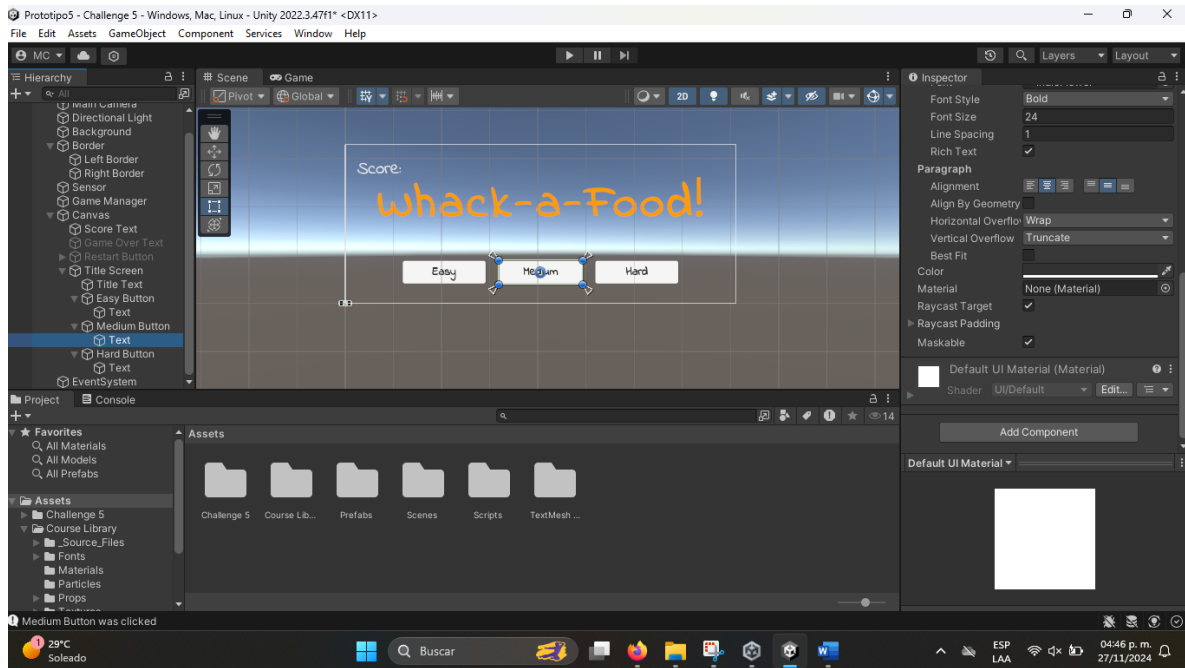 Prototipo5 - Challenge 5 - Windows, Mac, Linux - Unity 2022.3.47f1* <DX11>
File Edit Assets GameObject Component Services Window Help
MC Layers Layout
Hierarchy
All
Main Camera
Directional Light
Background
Border
Left Border
Right Border
Sensor
Game Manager
Canvas
Score Text
Game Over Text
Restart Button
Title Screen
Title Text
Easy Button
Text
Medium Button
Text
Hard Button
Text
EventSystem
Scene Game
Pivot Global 2D
Score:
whack-a-Food!
Easy Medium Hard
Inspector
Font Style Bold
Font Size 24
Line Spacing 1
Rich Text
Paragraph
Alignment
Align By Geometry
Horizontal Overflo Wrap
Vertical Overflow Truncate
Best Fit
Color
Material None (Material)
Raycast Target
Raycast Padding
Maskable
Default UI Material (Material)
Shader UI/Default Edit...
Add Component
Default UI Material
Project Console
14
Favorites
All Materials
All Models
All Prefabs
Assets
Challenge 5
Course Library
_Source_Files
Fonts
Materials
Particles
Props
Textures
Assets
Challenge 5 Course Lib... Prefabs Scenes Scripts TextMesh ...
Medium Button was clicked
1
29°C
Soleado
Buscar
ESP
LAA
04:46 p. m.
27/11/2024